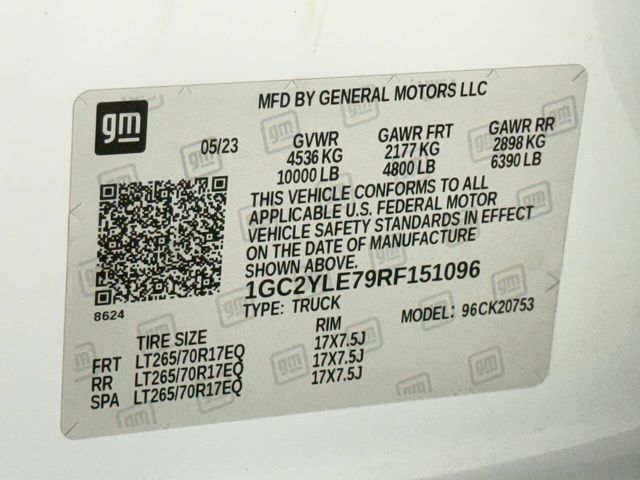 gm
MFD BY GENERAL MOTORS LLC
05/23 GVWR GAWR FRT GAWR RR
4536 KG 2177 KG 2898 KG
10000 LB 4800 LB 6390 LB
THIS VEHICLE CONFORMS TO ALL
APPLICABLE U.S. FEDERAL MOTOR
VEHICLE SAFETY STANDARDS IN EFFECT
ON THE DATE OF MANUFACTURE
SHOWN ABOVE.
1GC2YLE79RF151096
8624
TYPE: TRUCK MODEL: 96CK20753
TIRE SIZE RIM
FRT LT265/70R17EQ 17X7.5J
RR LT265/70R17EQ 17X7.5J
SPA LT265/70R17EQ 17X7.5J